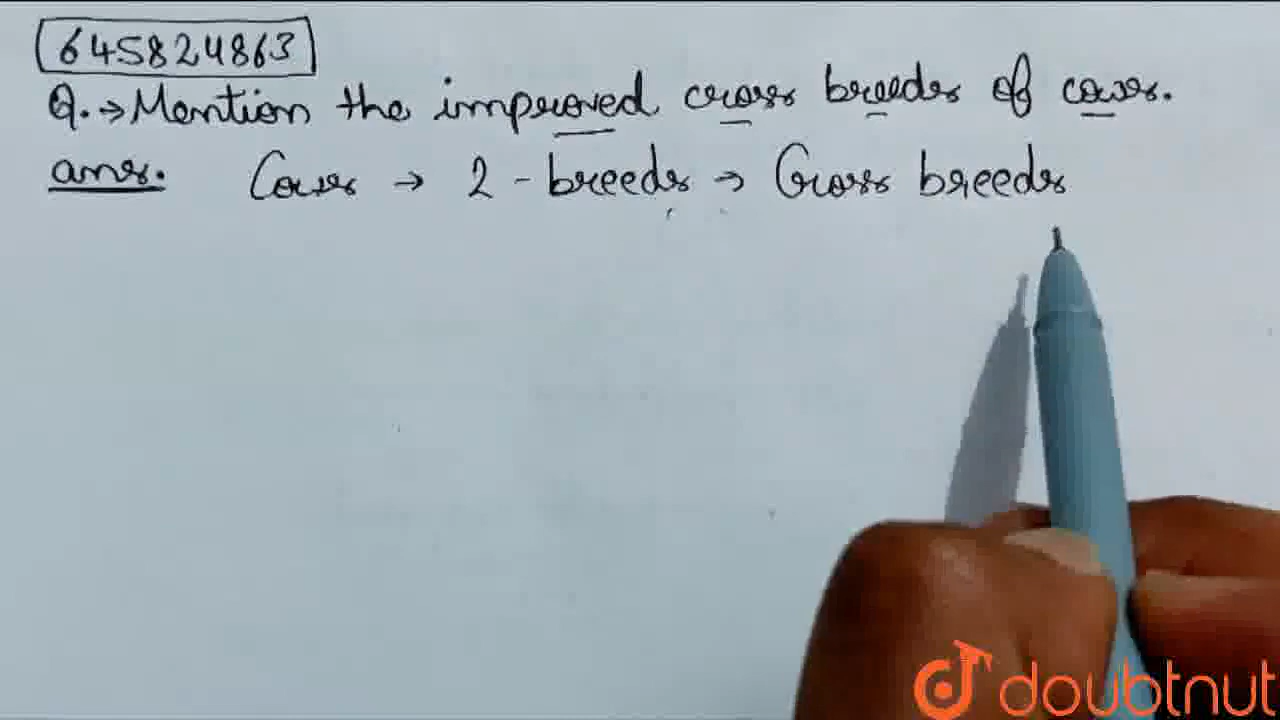 645824863
Q.→ Mention the improved cross breeds of cows.
ans. Cows → 2 - breeds → Cross breeds
doubtnut